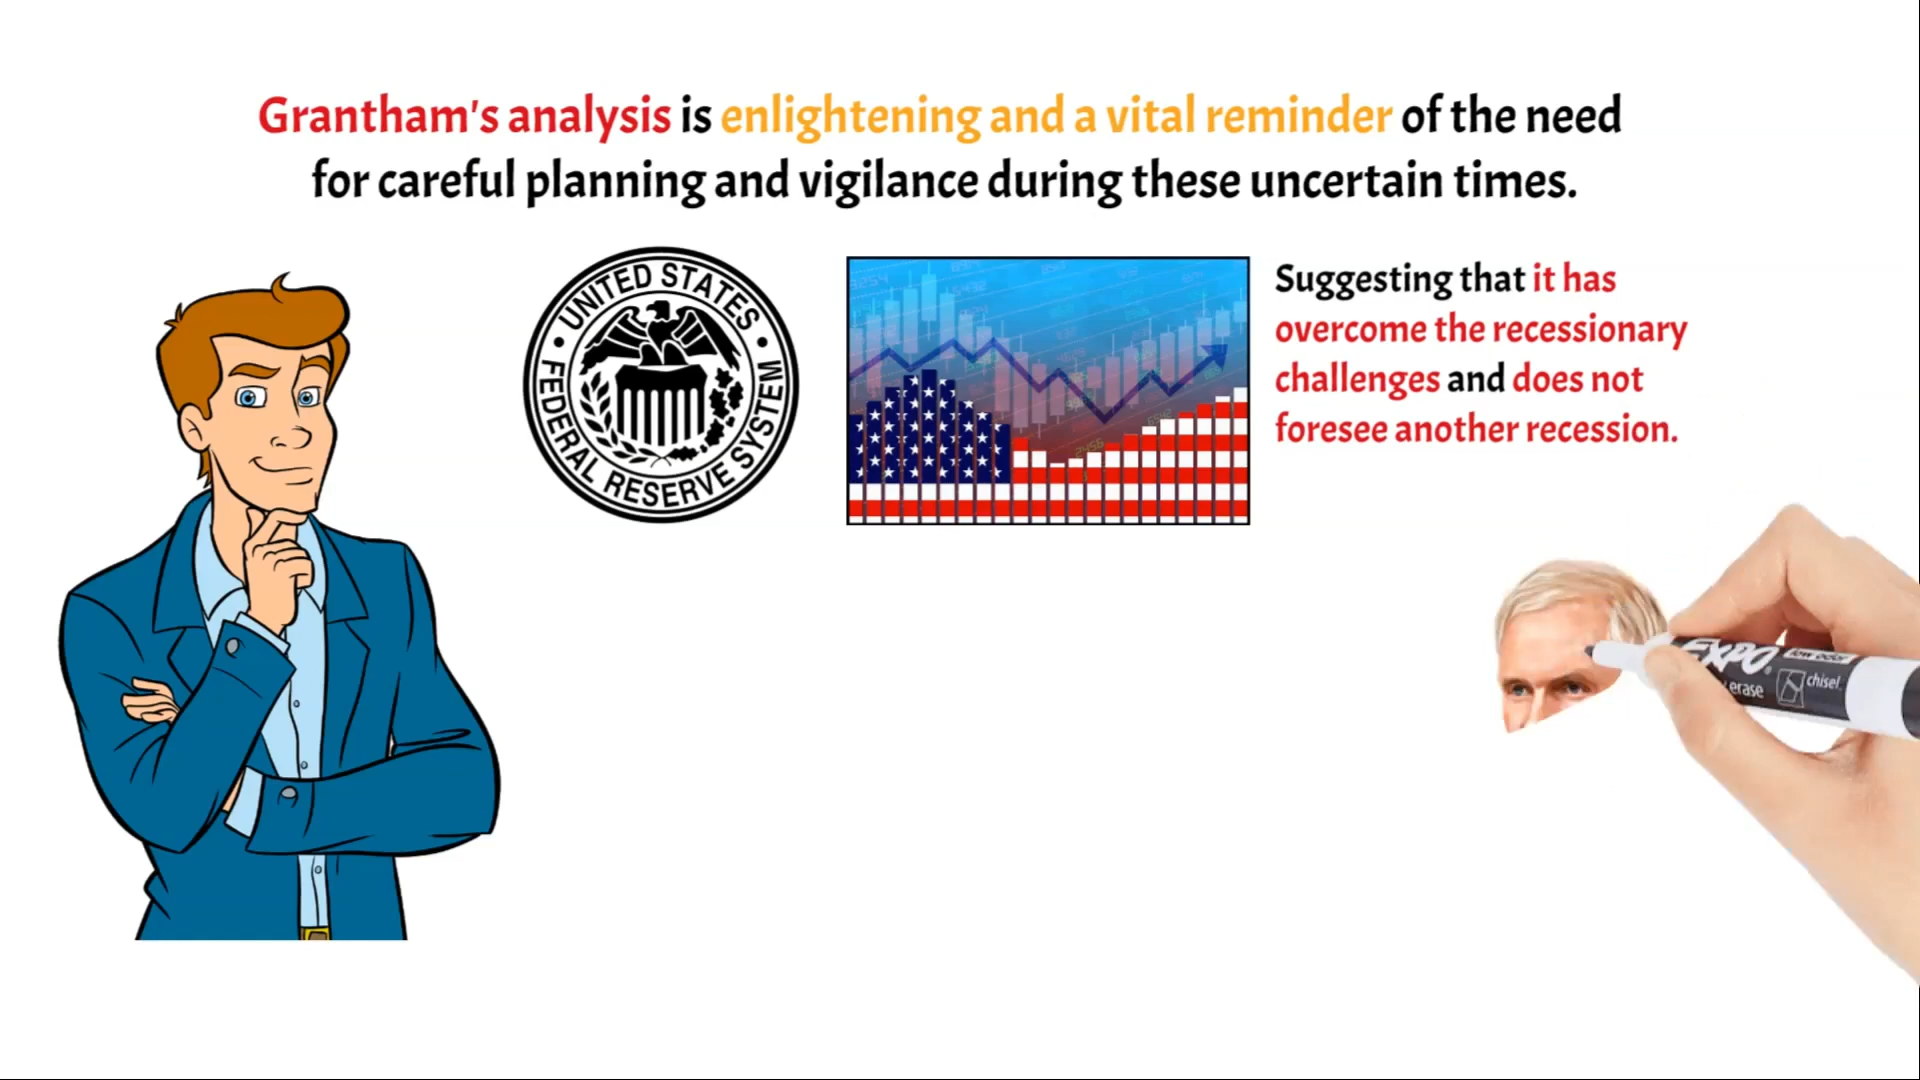 Grantham's analysis is enlightening and a vital reminder of the need
for careful planning and vigilance during these uncertain times.
UNITED STATES
FEDERAL RESERVE SYSTEM
Suggesting that it has
overcome the recessionary
challenges and does not
foresee another recession.
EXPO
low odor
erase
chisel